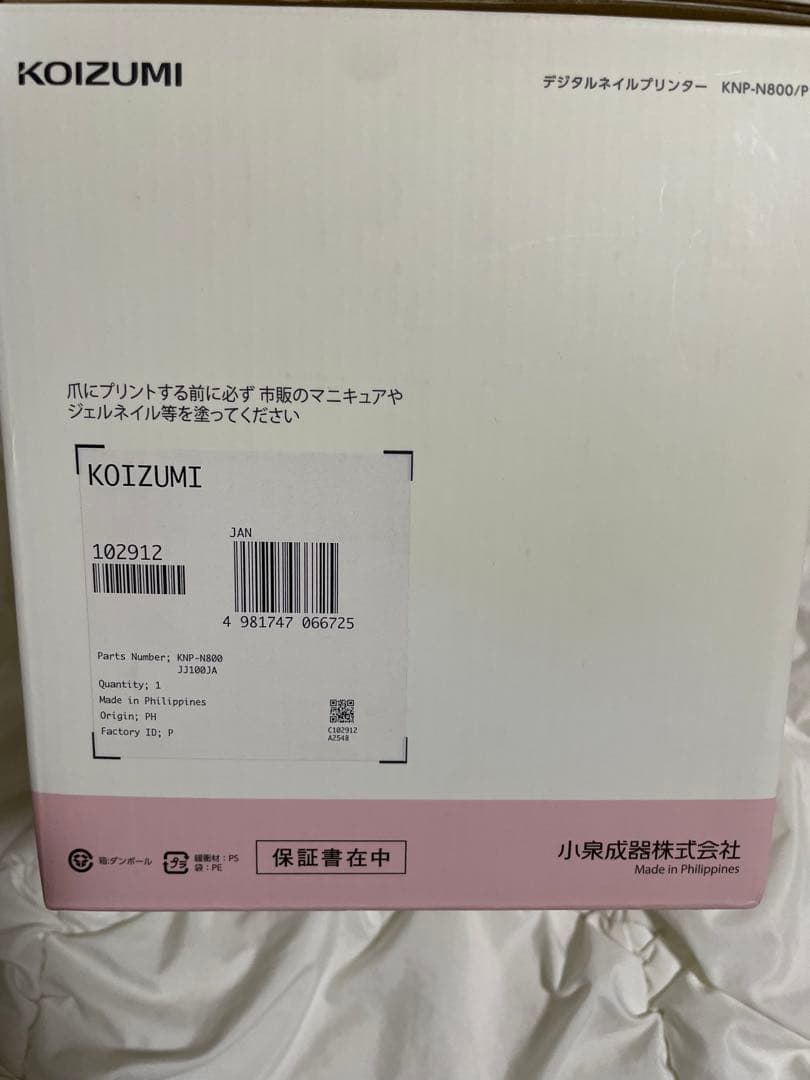 KOIZUMI
デジタルネイルプリンター KNP-N800/P
爪にプリントする前に必ず 市販のマニキュアや
ジェルネイル等を塗ってください
KOIZUMI
JAN
102912
4 981747 066725
Parts Number; KNP-N800
JJ100JA
Quantity; 1
Made in Philippines
Origin; PH
Factory ID; P
C102912
A2548
箱:ダンボール
プラ
緩衝材：PS
袋：PE
保証書在中
小泉成器株式会社
Made in Philippines